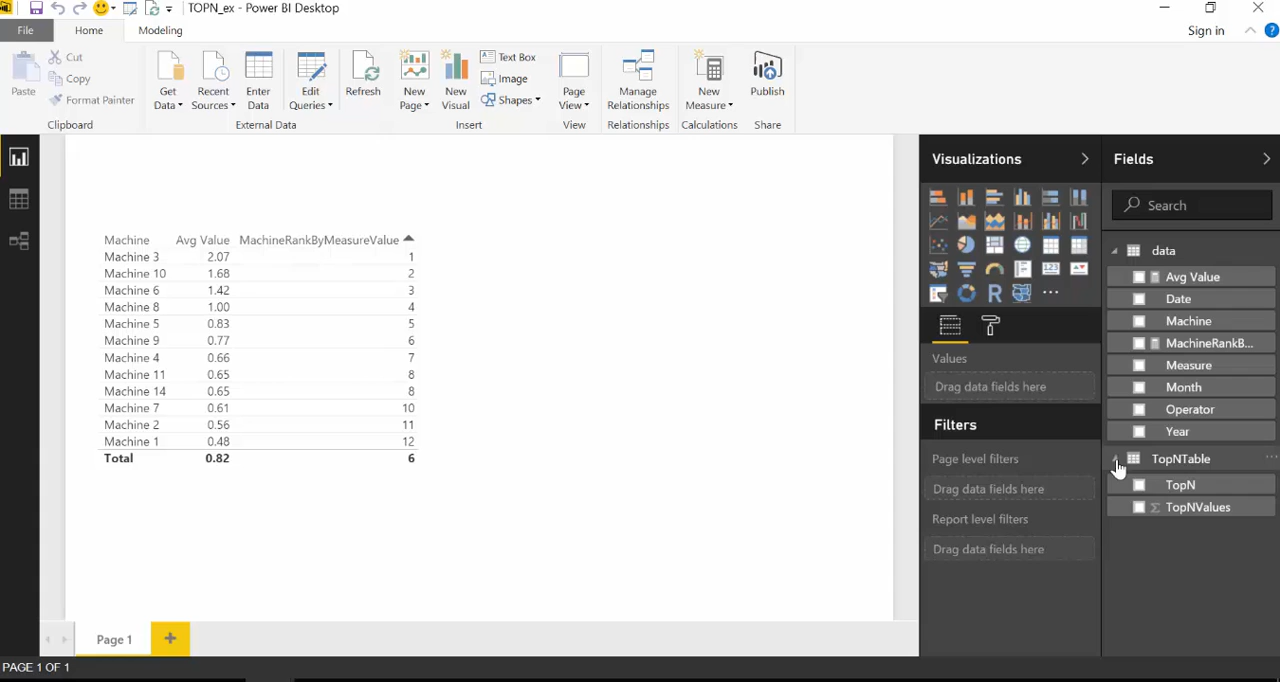 TOPN_ex - Power BI Desktop
File
Home
Modeling
Sign in
Paste
Cut
Copy
Format Painter
Clipboard
Get Data
Recent Sources
Enter Data
Edit Queries
Refresh
External Data
New Page
New Visual
Text Box
Image
Shapes
Insert
Page View
View
Manage Relationships
Relationships
New Measure
Calculations
Publish
Share
Machine Avg Value MachineRankByMeasureValue
Machine 3 2.07 1
Machine 10 1.68 2
Machine 6 1.42 3
Machine 8 1.00 4
Machine 5 0.83 5
Machine 9 0.77 6
Machine 4 0.66 7
Machine 11 0.65 8
Machine 14 0.65 8
Machine 7 0.61 10
Machine 2 0.56 11
Machine 1 0.48 12
Total 0.82 6
Visualizations
R
123
Values
Drag data fields here
Filters
Page level filters
Drag data fields here
Report level filters
Drag data fields here
Fields
Search
data
Avg Value
Date
Machine
MachineRankB...
Measure
Month
Operator
Year
TopNTable
TopN
Σ TopNValues
Page 1
PAGE 1 OF 1